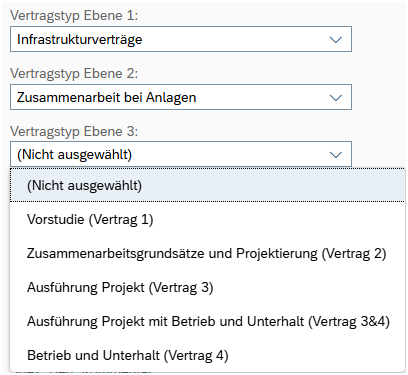 Vertragstyp Ebene 1:
Infrastrukturverträge
Vertragstyp Ebene 2:
Zusammenarbeit bei Anlagen
Vertragstyp Ebene 3:
(Nicht ausgewählt)
(Nicht ausgewählt)
Vorstudie (Vertrag 1)
Zusammenarbeitsgrundsätze und Projektierung (Vertrag 2)
Ausführung Projekt (Vertrag 3)
Ausführung Projekt mit Betrieb und Unterhalt (Vertrag 3&4)
Betrieb und Unterhalt (Vertrag 4)